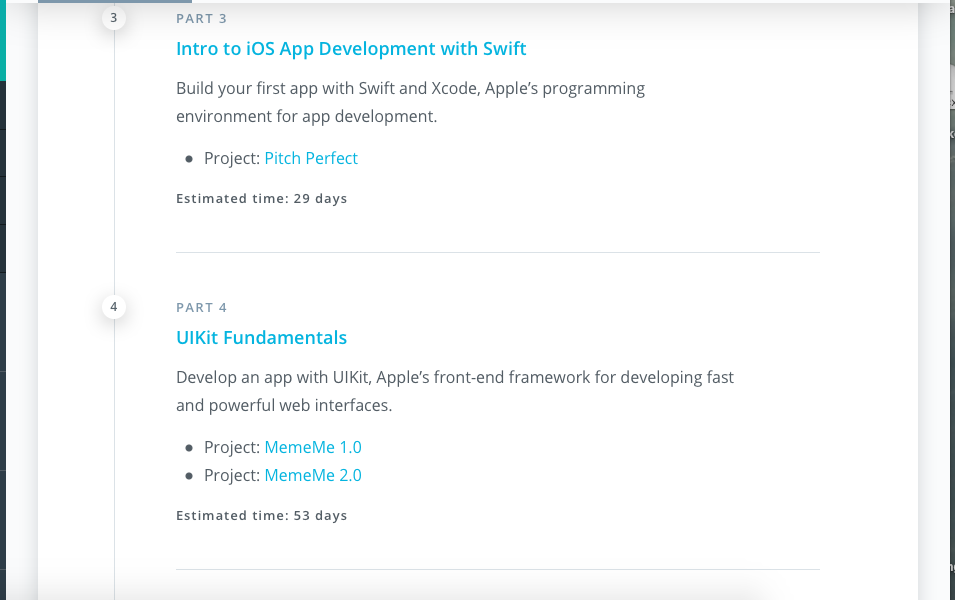 3
PART 3
Intro to iOS App Development with Swift
Build your first app with Swift and Xcode, Apple’s programming
environment for app development.
Project: Pitch Perfect
Estimated time: 29 days
4
PART 4
UIKit Fundamentals
Develop an app with UIKit, Apple’s front-end framework for developing fast
and powerful web interfaces.
Project: MemeMe 1.0
Project: MemeMe 2.0
Estimated time: 53 days